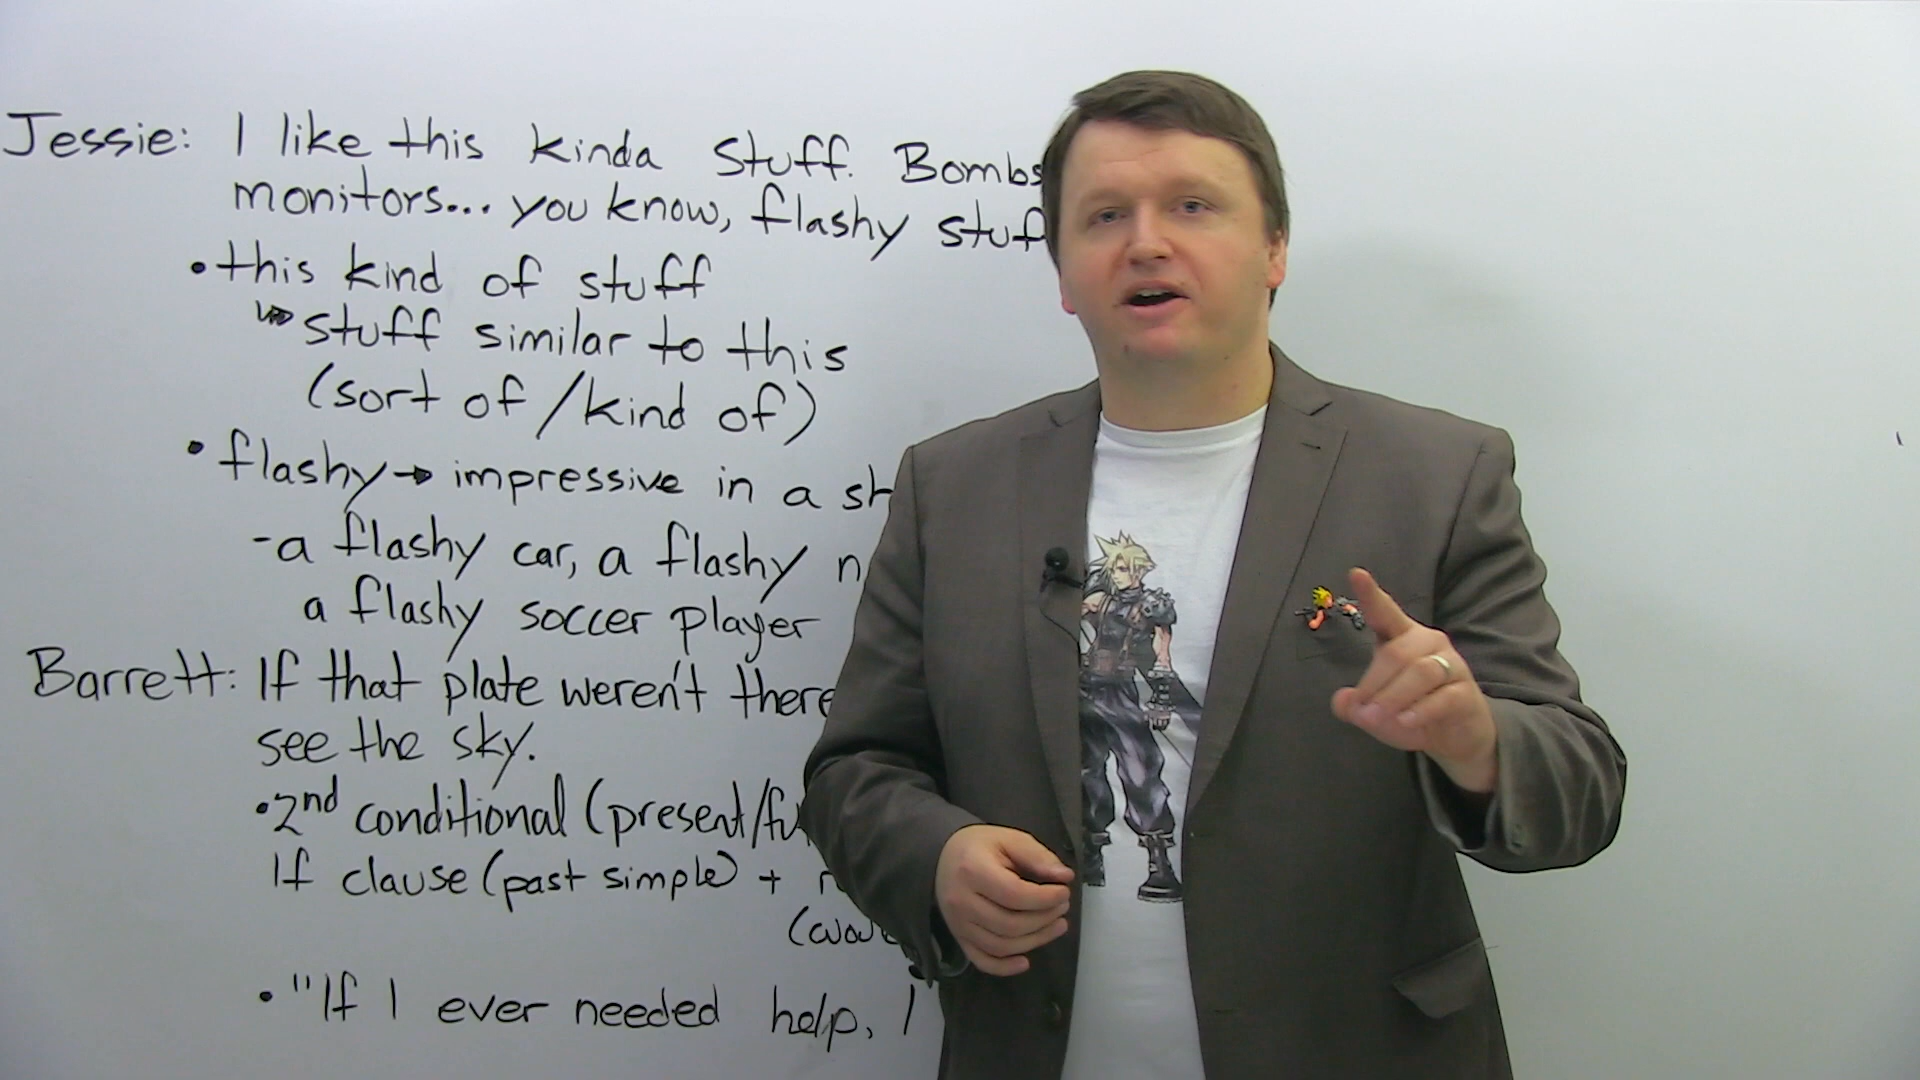 Jessie: I like this kinda stuff. Bombs
monitors... you know, flashy stuf
• this kind of stuff
↳ stuff similar to this
(sort of / kind of)
• flashy → impressive in a sh
- a flashy car, a flashy n
a flashy soccer player
Barrett: If that plate weren't there
see the sky.
• 2nd conditional (present/fu
If clause (past simple) +
(wou
• "If I ever needed help, I